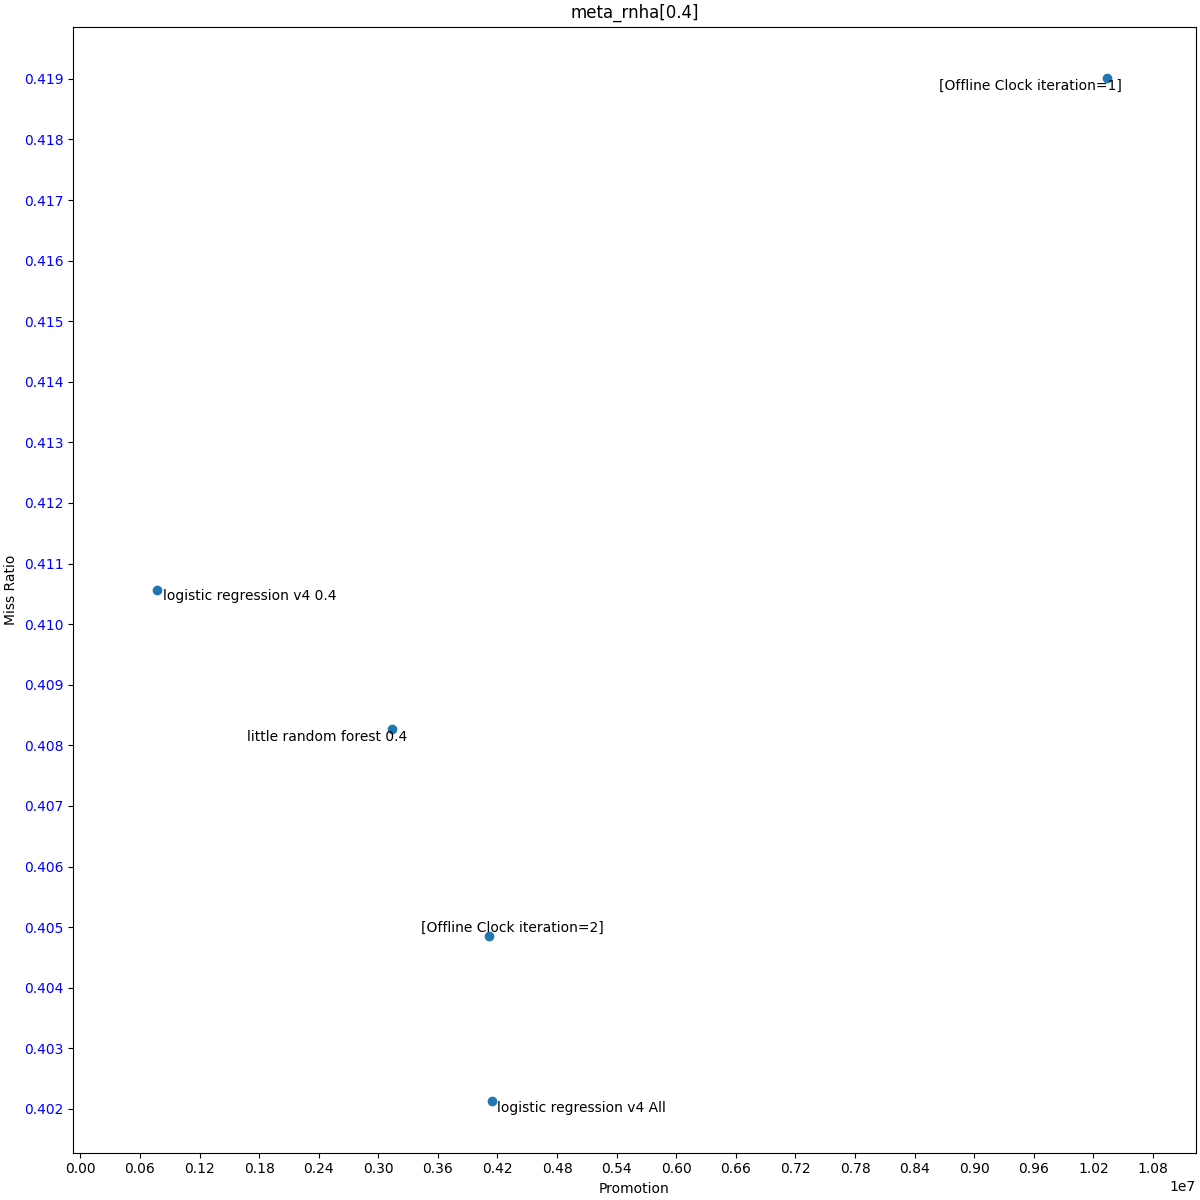 meta_rnha[0.4]
0.419
[Offline Clock iteration=1]
0.418
0.417
0.416
0.415
0.414
0.413
0.412
0.411
logistic regression v4 0.4
0.410
0.409
little random forest 0.4
0.408
0.407
0.406
[Offline Clock iteration=2]
0.405
0.404
0.403
logistic regression v4 All
0.402
Miss Ratio
0.00 0.06 0.12 0.18 0.24 0.30 0.36 0.42 0.48 0.54 0.60 0.66 0.72 0.78 0.84 0.90 0.96 1.02 1.08
1e7
Promotion